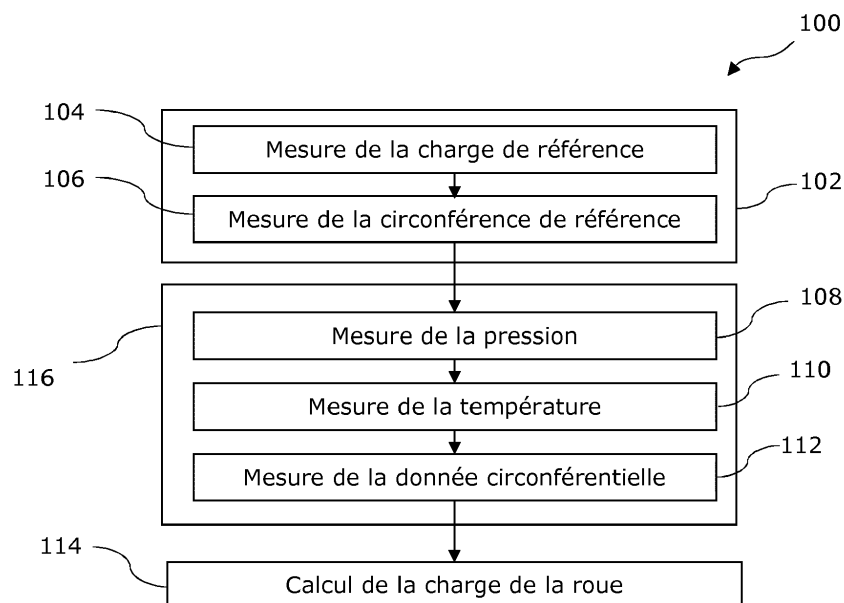 100
104
Mesure de la charge de référence
106
Mesure de la circonférence de référence
102
108
Mesure de la pression
116
110
Mesure de la température
112
Mesure de la donnée circonférentielle
114
Calcul de la charge de la roue